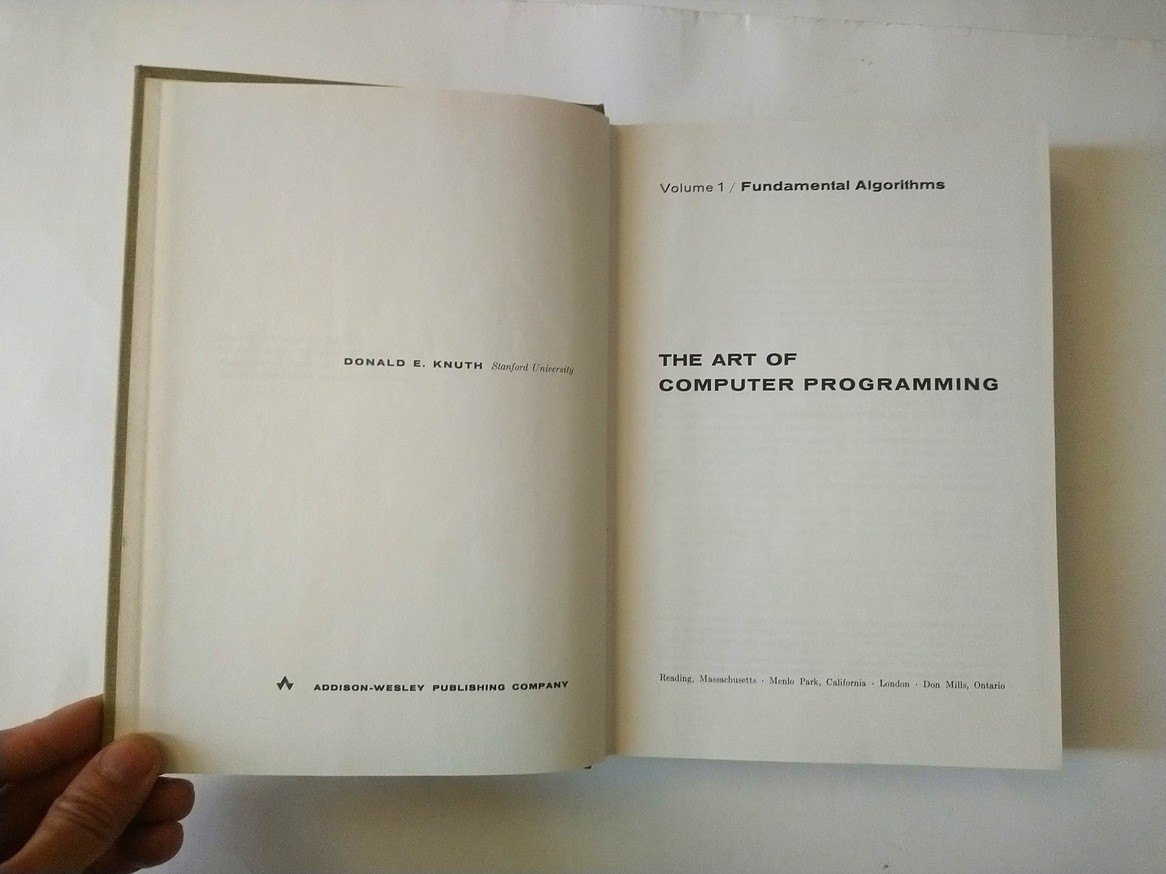 DONALD E. KNUTH Stanford University
ADDISON-WESLEY PUBLISHING COMPANY
Volume 1 / Fundamental Algorithms
THE ART OF
COMPUTER PROGRAMMING
Reading, Massachusetts · Menlo Park, California · London · Don Mills, Ontario